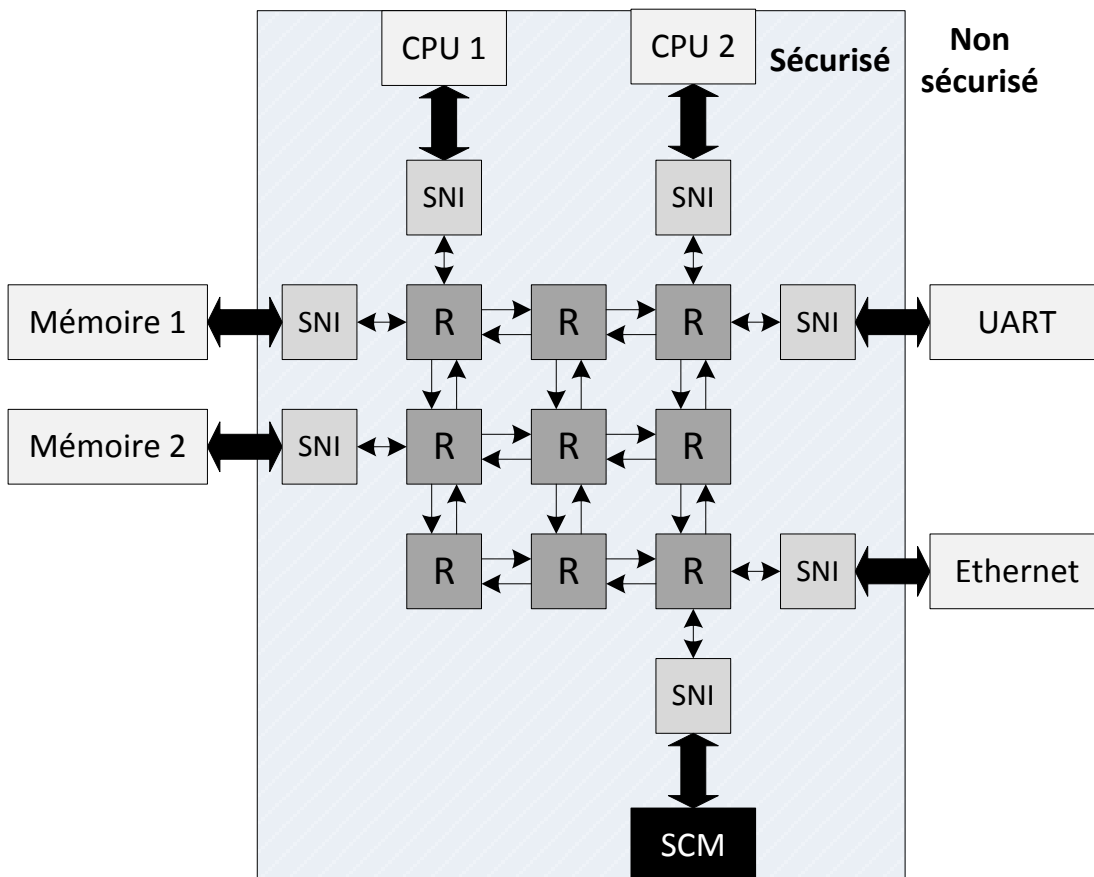 CPU 1
CPU 2
Sécurisé
Non
sécurisé
SNI
SNI
Mémoire 1
SNI
R
R
R
SNI
UART
Mémoire 2
SNI
R
R
R
R
R
R
SNI
Ethernet
SNI
SCM